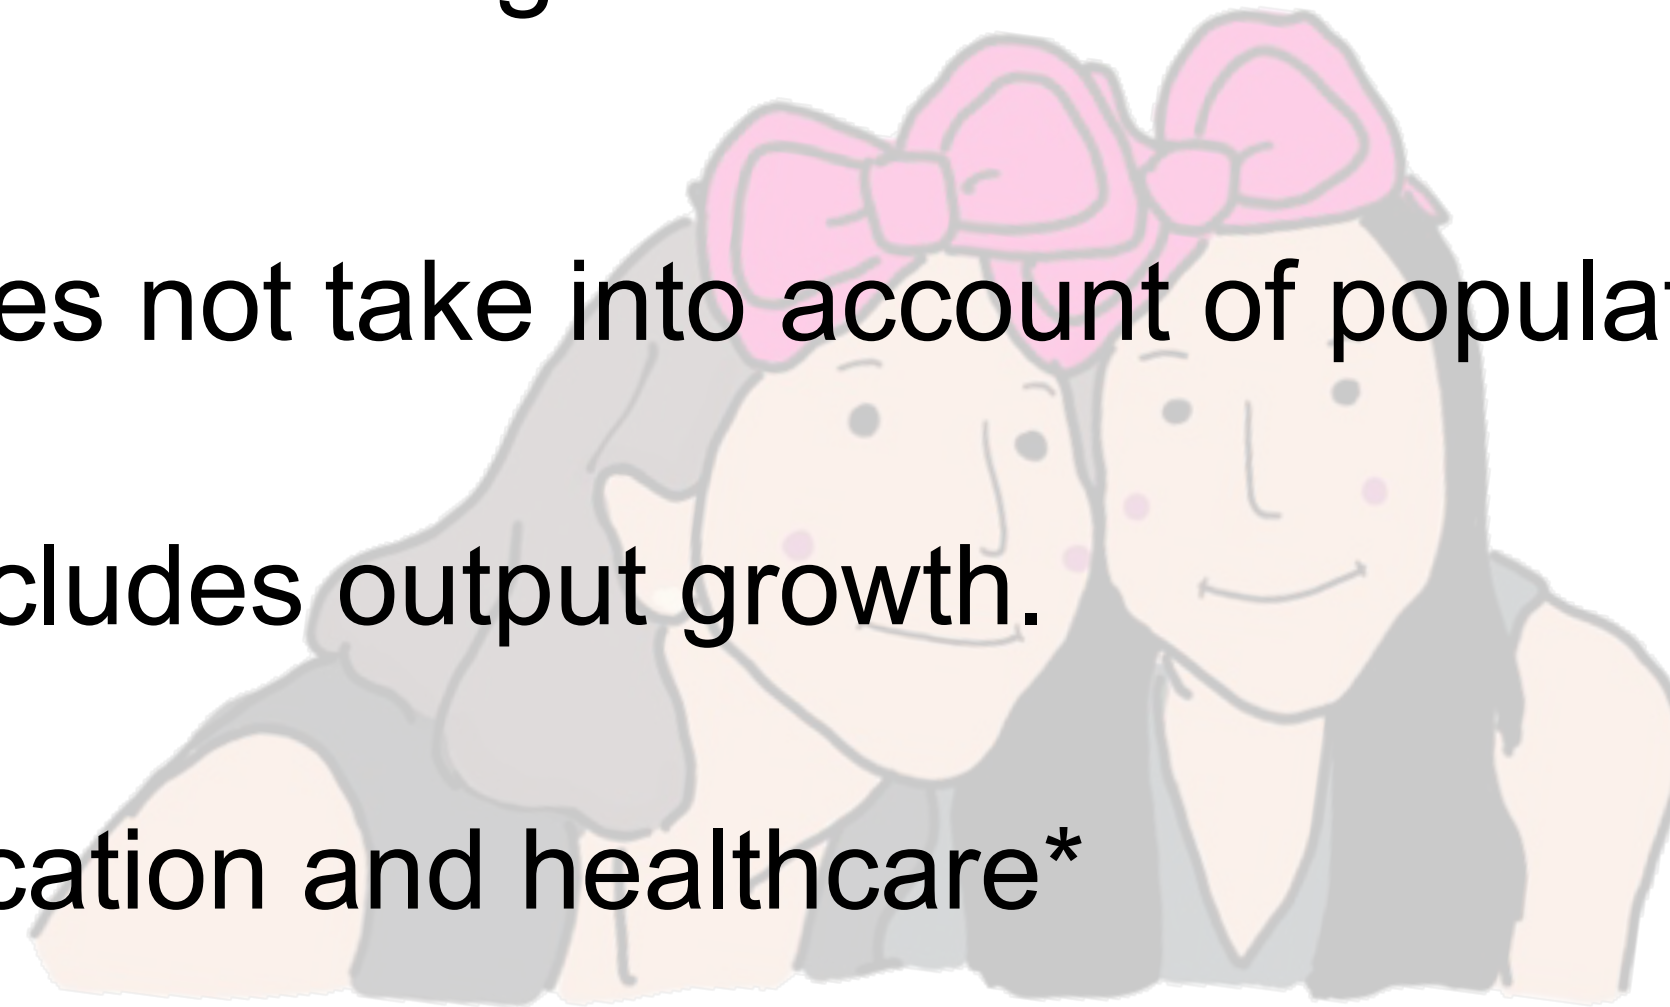 g
es not take into account of populat
cludes output growth.
cation and healthcare*